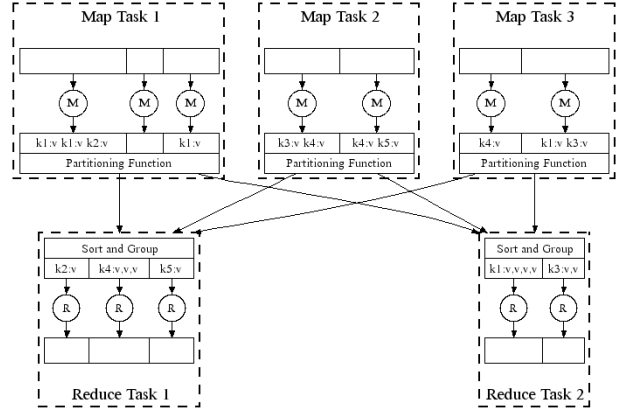 Map Task 1 Map Task 2 Map Task 3
M M M M M M M
k1:v k1:v k2:v k1:v k3:v k4:v k4:v k5:v k4:v k1:v k3:v
Partitioning Function Partitioning Function Partitioning Function
Sort and Group Sort and Group
k2:v k4:v,v,v k5:v k1:v,v,v,v k3:v,v
R R R R R
Reduce Task 1 Reduce Task 2